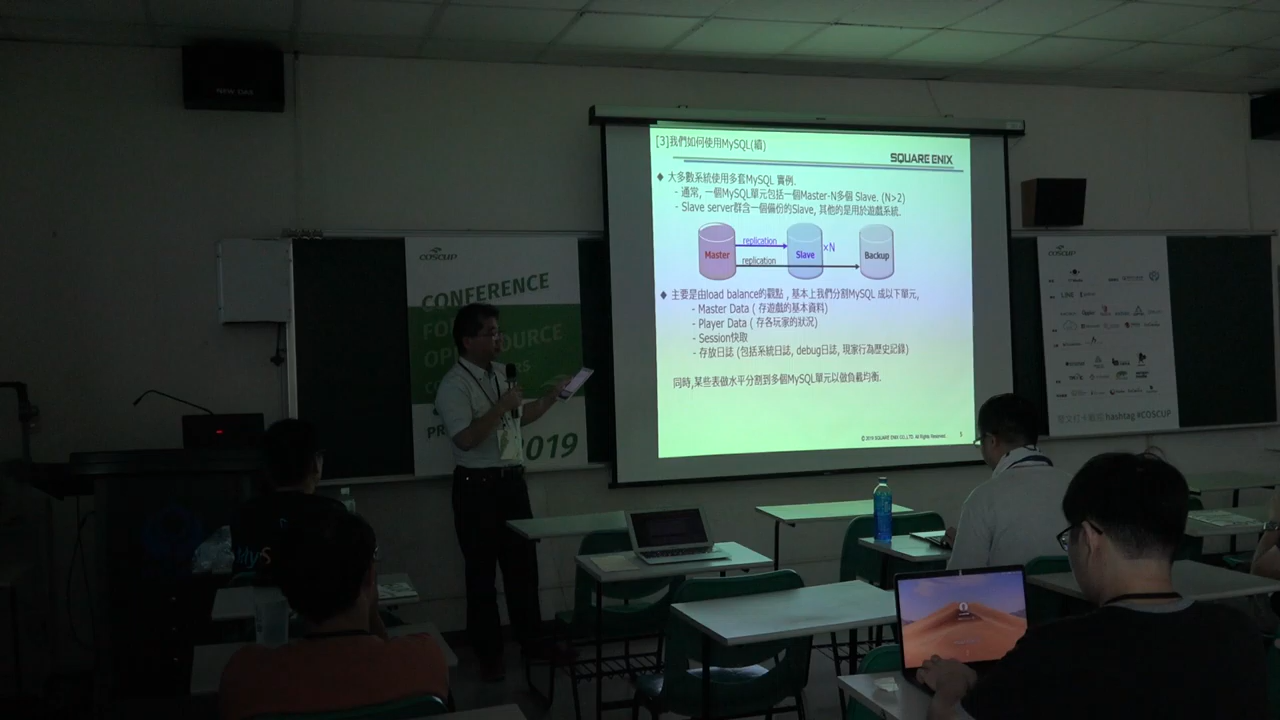 [3]我們如何使用MySQL(續)
SQUARE ENIX
◆ 大多數系統使用多套MySQL 實例.
- 通常, 一個MySQL單元包括一個Master-N多個 Slave. (N>2)
- Slave server群含一個備份的Slave, 其他的是用於遊戲系統.
replication
×N
Master
Slave
Backup
replication
◆ 主要是由load balance的觀點 , 基本上我們分割MySQL 成以下單元,
- Master Data ( 存遊戲的基本資料)
- Player Data ( 存各玩家的狀況)
- Session快取
- 存放日誌 (包括系統日誌, debug日誌, 現家行為歷史記錄)
同時,某些表做水平分割到多個MySQL單元以做負載均衡.
© 2019 SQUARE ENIX CO., LTD. All Rights Reserved.
5
COSCUP
CONFERENCE
FO
OP SOURCE
CO
PR
2019
COSCUP
LINE
hashtag #COSCUP